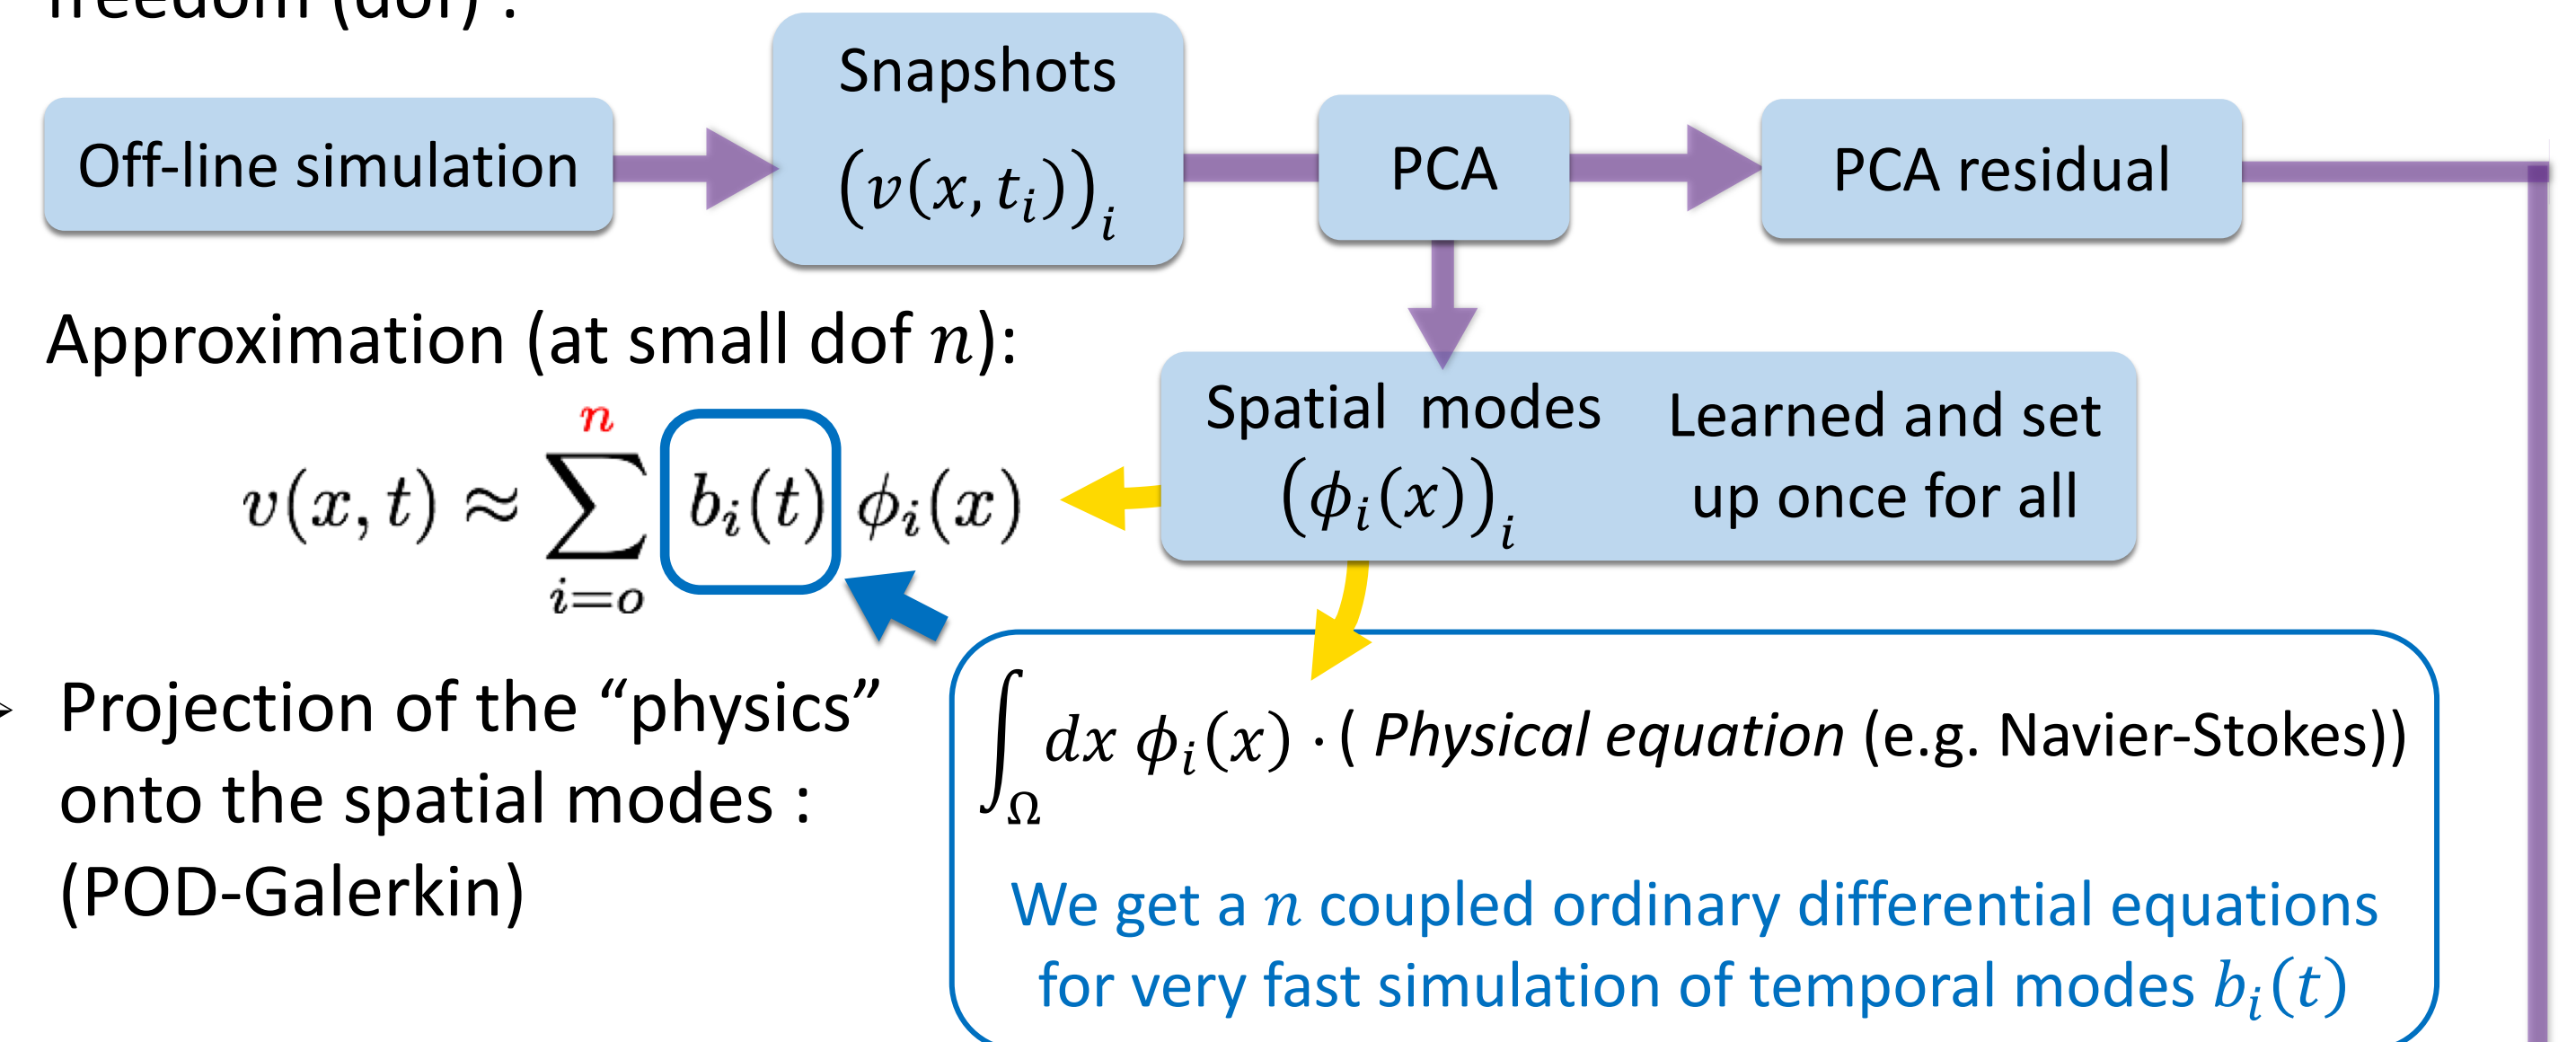 freedom (dof) :
Snapshots
Off-line simulation
(v(x, t_i))_i
PCA
PCA residual
Approximation (at small dof n):
Spatial modes
(ϕ_i(x))_i
Learned and set
up once for all
v(x, t) ≈ ∑_{i=o}^{n} b_i(t) ϕ_i(x)
Projection of the “physics”
onto the spatial modes :
(POD-Galerkin)
∫_Ω dx ϕ_i(x) · ( Physical equation (e.g. Navier-Stokes))
We get a n coupled ordinary differential equations
for very fast simulation of temporal modes b_i(t)